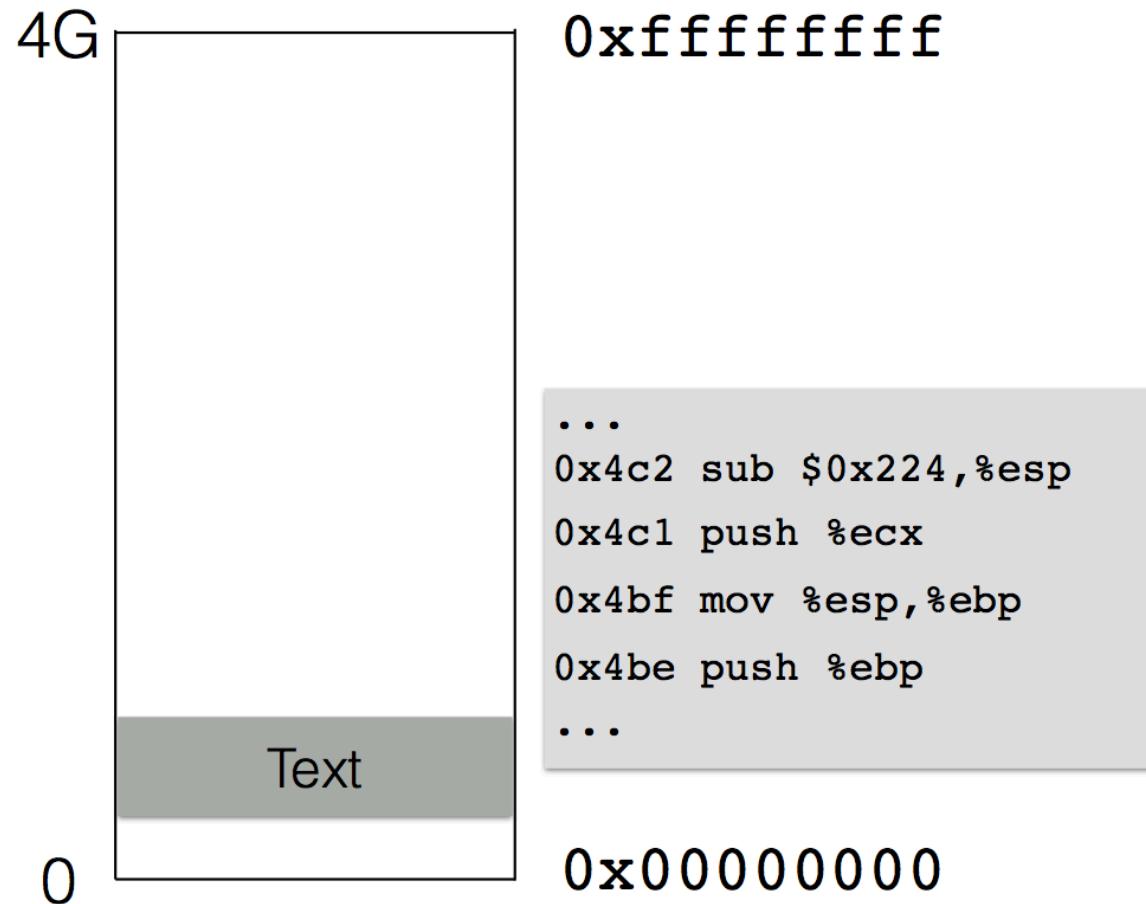 4G 0xffffffff
...
0x4c2 sub $0x224,%esp
0x4c1 push %ecx
0x4bf mov %esp,%ebp
0x4be push %ebp
...
Text
0 0x00000000